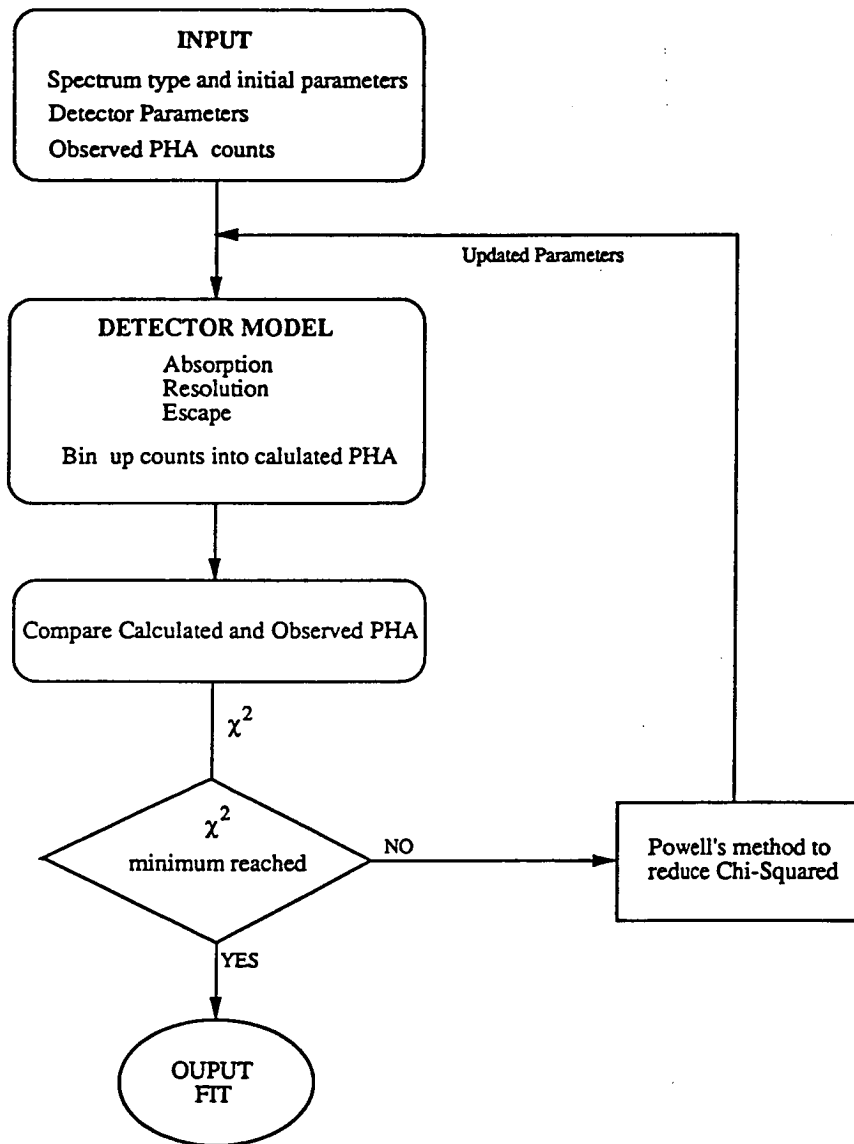 INPUT
Spectrum type and initial parameters
Detector Parameters
Observed PHA counts
Updated Parameters
DETECTOR MODEL
Absorption
Resolution
Escape
Bin up counts into calulated PHA
Compare Calculated and Observed PHA
χ²
χ²
minimum reached
NO
Powell's method to
reduce Chi-Squared
YES
OUPUT
FIT